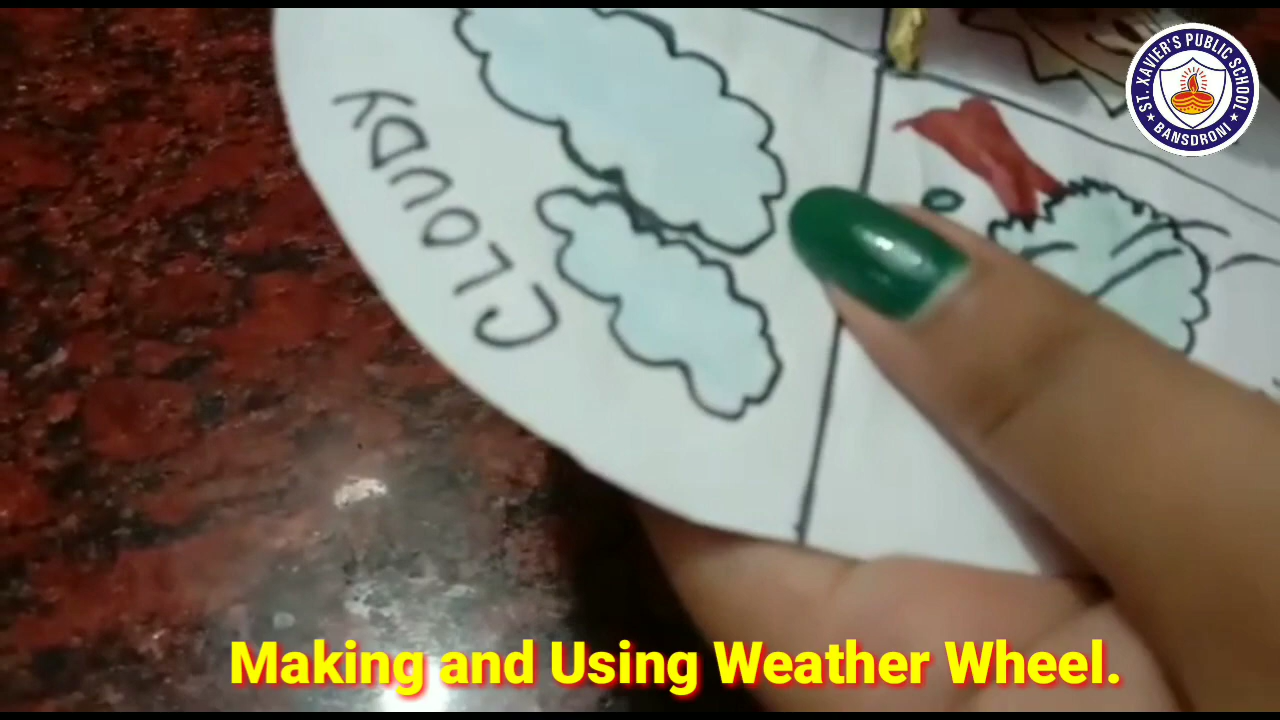 ST. XAVIER'S PUBLIC SCHOOL
★ BANSDRONI ★
CLOUDY
Making and Using Weather Wheel.